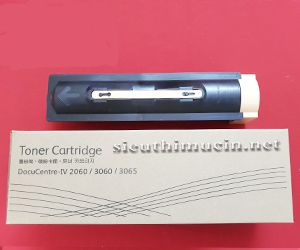 Toner Cartridge
sieuthimucin.net
DocuCentre-IV 2060 / 3060 / 3065